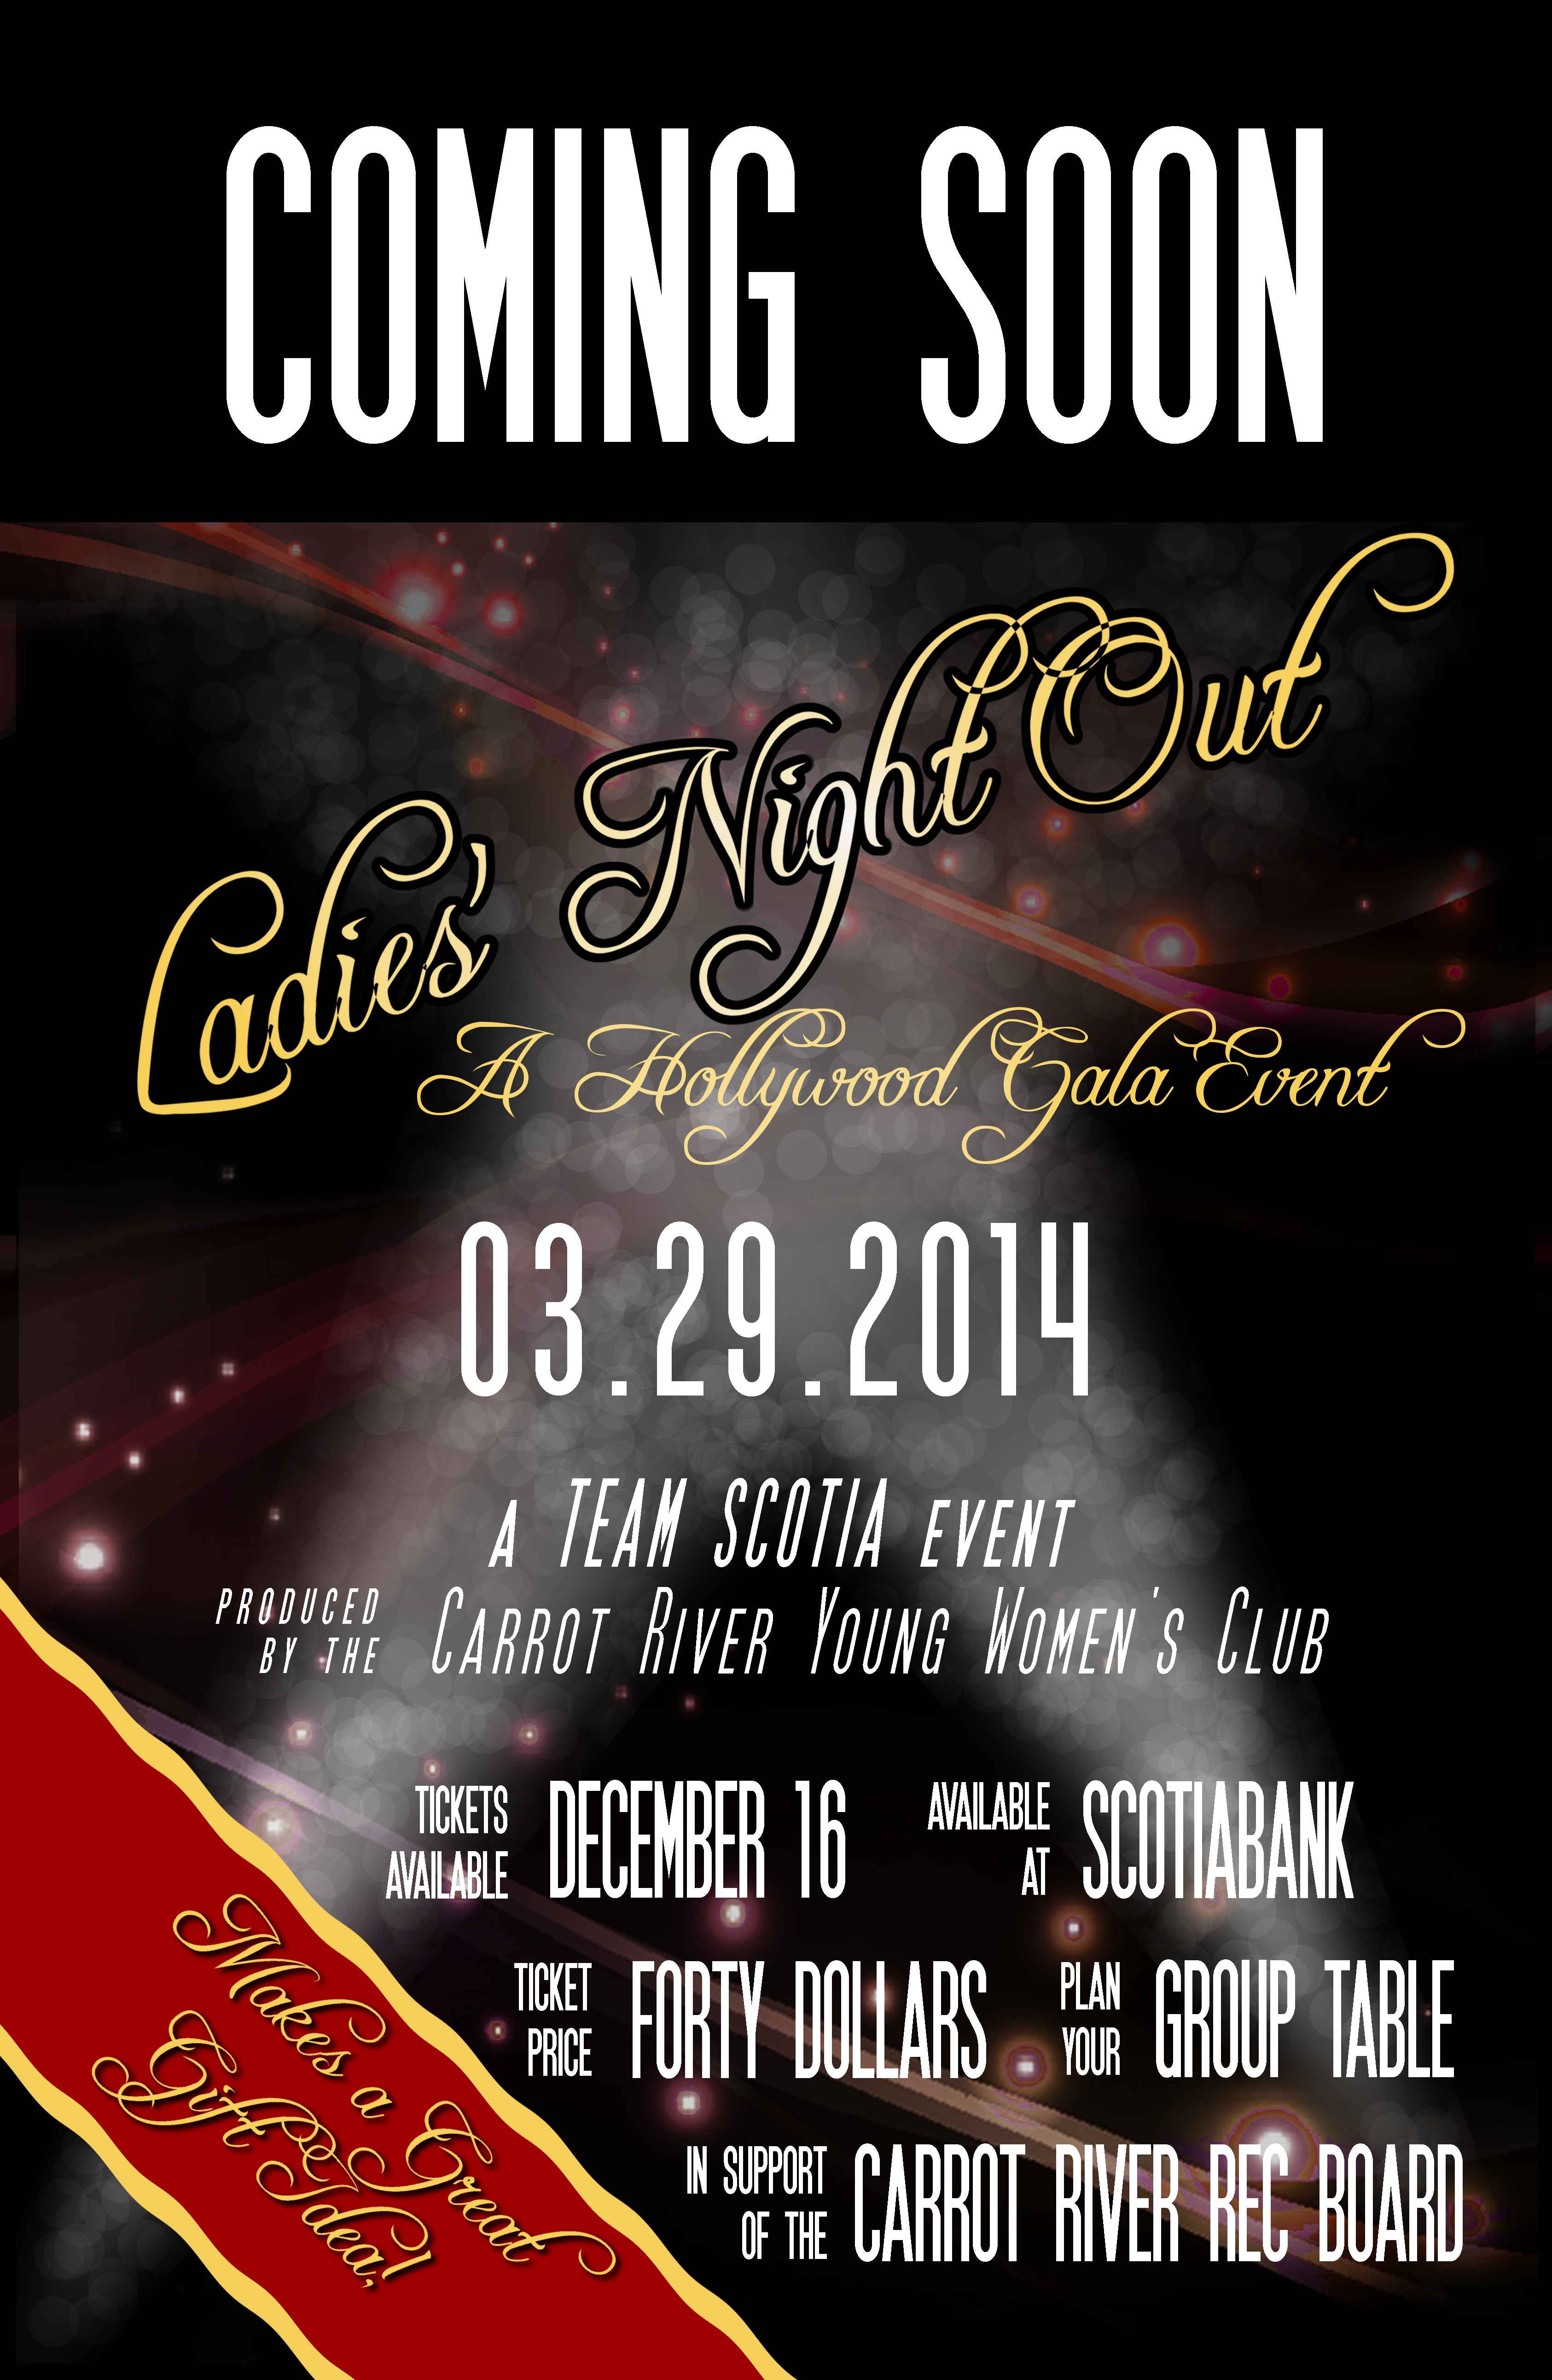 COMING SOON
Ladies' Night Out
A Hollywood Gala Event
03.29.2014
A TEAM SCOTIA EVENT
PRODUCED BY THE CARROT RIVER YOUNG WOMEN'S CLUB
TICKETS AVAILABLE DECEMBER 16 AVAILABLE AT SCOTIABANK
TICKET PRICE FORTY DOLLARS PLAN YOUR GROUP TABLE
IN SUPPORT OF THE CARROT RIVER REC BOARD
Makes a Great
Gift Idea!